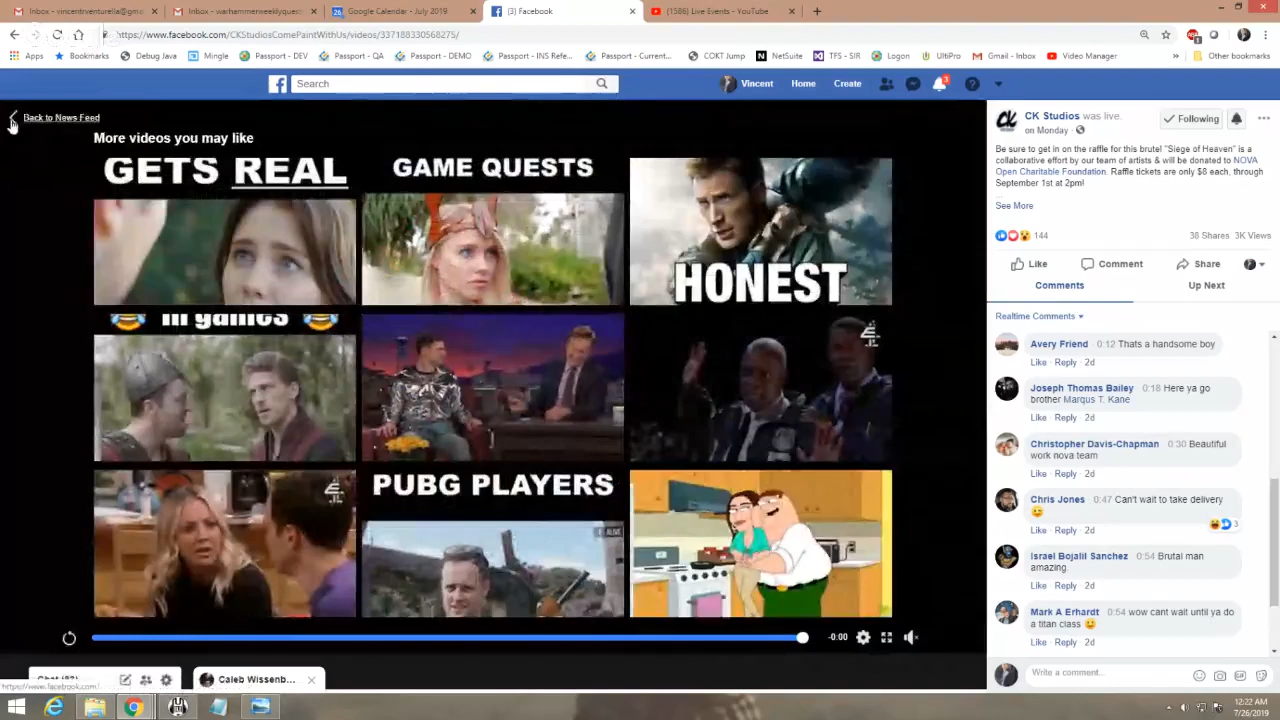 Inbox - vincentsventurella@gma
Inbox - warhammerweeklyquest
Google Calendar - July 2019
(3) Facebook
(1586) Live Events - YouTube
https://www.facebook.com/CKStudiosComePaintWithUs/videos/337188330568275/
Apps
Bookmarks
Debug Java
Mingle
Passport - DEV
Passport - QA
Passport - DEMO
Passport - INS Refe...
Passport - Current...
COKT Jump
NetSuite
TFS - SIR
Logon
UltiPro
Gmail - Inbox
Video Manager
»
Other bookmarks
Search
Vincent
Home
Create
3
Back to News Feed
More videos you may like
GETS REAL
GAME QUESTS
HONEST
in games
PUBG PLAYERS
-0:00
Caleb Wissenb...
https://www.facebook.com/
CK Studios was live.
on Monday ·
Following
Be sure to get in on the raffle for this brute! "Siege of Heaven" is a
collaborative effort by our team of artists & will be donated to NOVA
Open Charitable Foundation. Raffle tickets are only $8 each, through
September 1st at 2pm!
...
See More
144
38 Shares 3K Views
Like
Comment
Share
Comments
Up Next
Realtime Comments
Avery Friend · 0:12 Thats a handsome boy
Like · Reply · 2d
Joseph Thomas Bailey · 0:18 Here ya go
brother Marqus T. Kane
Like · Reply · 2d
Christopher Davis-Chapman · 0:30 Beautiful
work nova team
Like · Reply · 2d
Chris Jones · 0:47 Can't wait to take delivery
😉
3
Like · Reply · 2d
Israel Bojalil Sanchez · 0:54 Brutal man
amazing.
Like · Reply · 2d
Mark A Erhardt · 0:54 wow cant wait until ya do
a titan class 😀
Like · Reply · 2d
Write a comment...
12:22 AM
7/26/2019